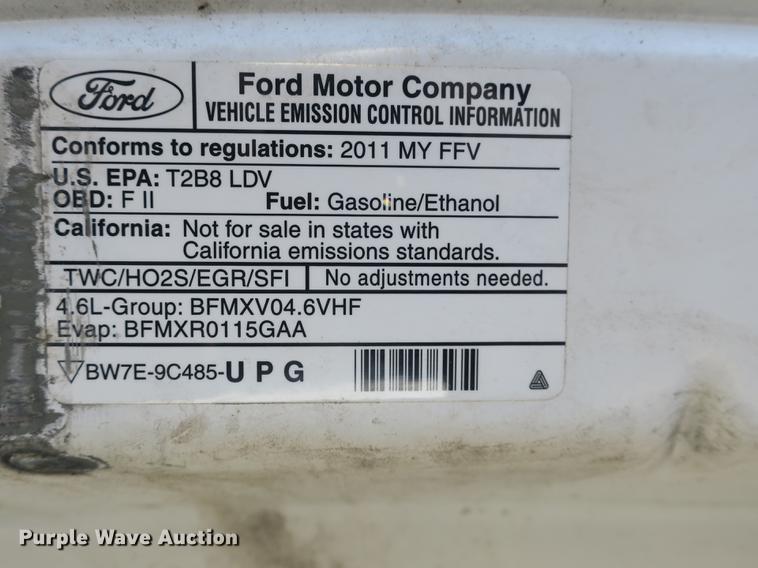 Ford
Ford Motor Company
VEHICLE EMISSION CONTROL INFORMATION
Conforms to regulations: 2011 MY FFV
U.S. EPA: T2B8 LDV
OBD: F II Fuel: Gasoline/Ethanol
California: Not for sale in states with
California emissions standards.
TWC/HO2S/EGR/SFI No adjustments needed.
4.6L-Group: BFMXV04.6VHF
Evap: BFMXR0115GAA
BW7E-9C485-U P G
Purple Wave Auction